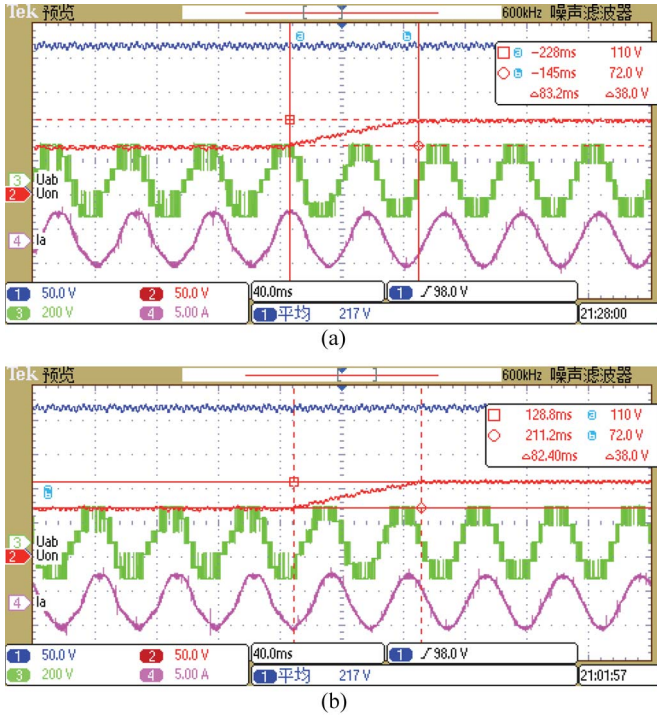 Tek 预览 600kHz 噪声滤波器
a b
a -228ms 110 V
b -145ms 72.0 V
△83.2ms △38.0 V
3 Uab
2 Uon
4 Ia
1 50.0 V 2 50.0 V 40.0ms 1 ∫ 98.0 V
3 200 V 4 5.00 A 1 平均 217 V 21:28:00
(a)
Tek 预览 600kHz 噪声滤波器
128.8ms a 110 V
211.2ms b 72.0 V
△82.40ms △38.0 V
b
3 Uab
2 Uon
4 Ia
1 50.0 V 2 50.0 V 40.0ms 1 ∫ 98.0 V
3 200 V 4 5.00 A 1 平均 217 V 21:01:57
(b)